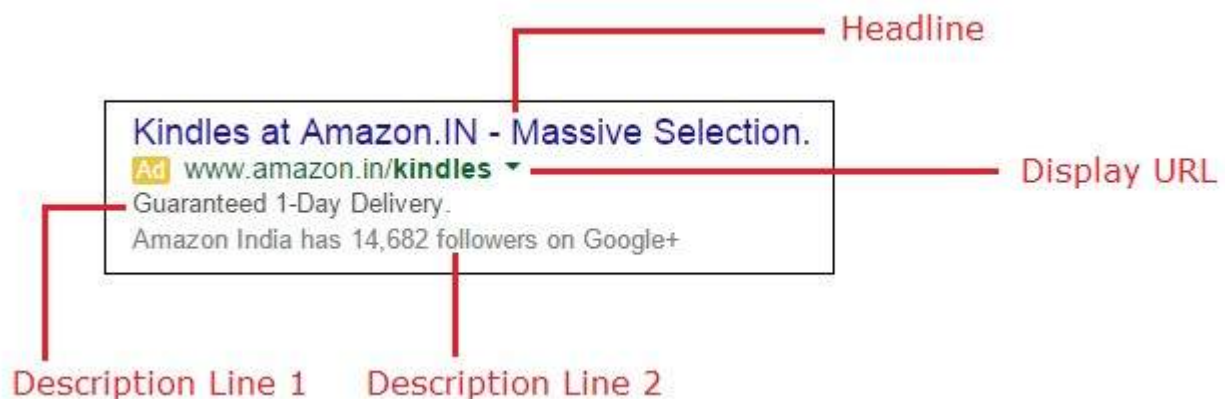 Headline
Kindles at Amazon.IN - Massive Selection.
Ad www.amazon.in/kindles
Display URL
Guaranteed 1-Day Delivery.
Amazon India has 14,682 followers on Google+
Description Line 1
Description Line 2